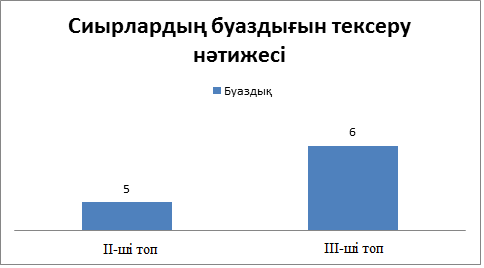 Сиырлардың буаздығын тексеру
нәтижесі
Буаздық
5
6
ІІ-ші топ
ІІІ-ші топ